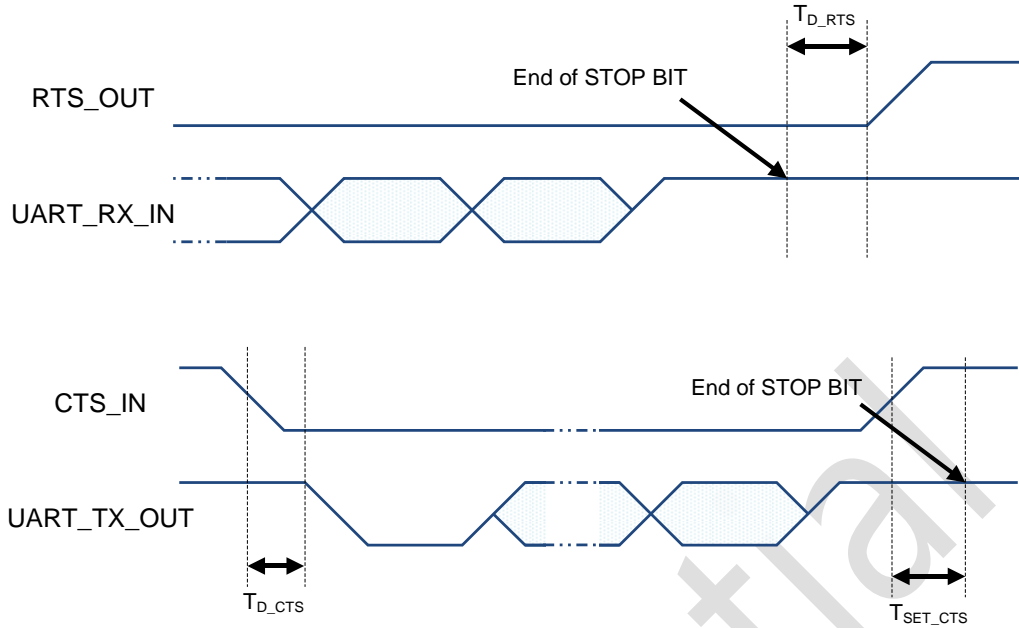 T_D_RTS
End of STOP BIT
RTS_OUT
UART_RX_IN
CTS_IN
End of STOP BIT
UART_TX_OUT
T_D_CTS
T_SET_CTS